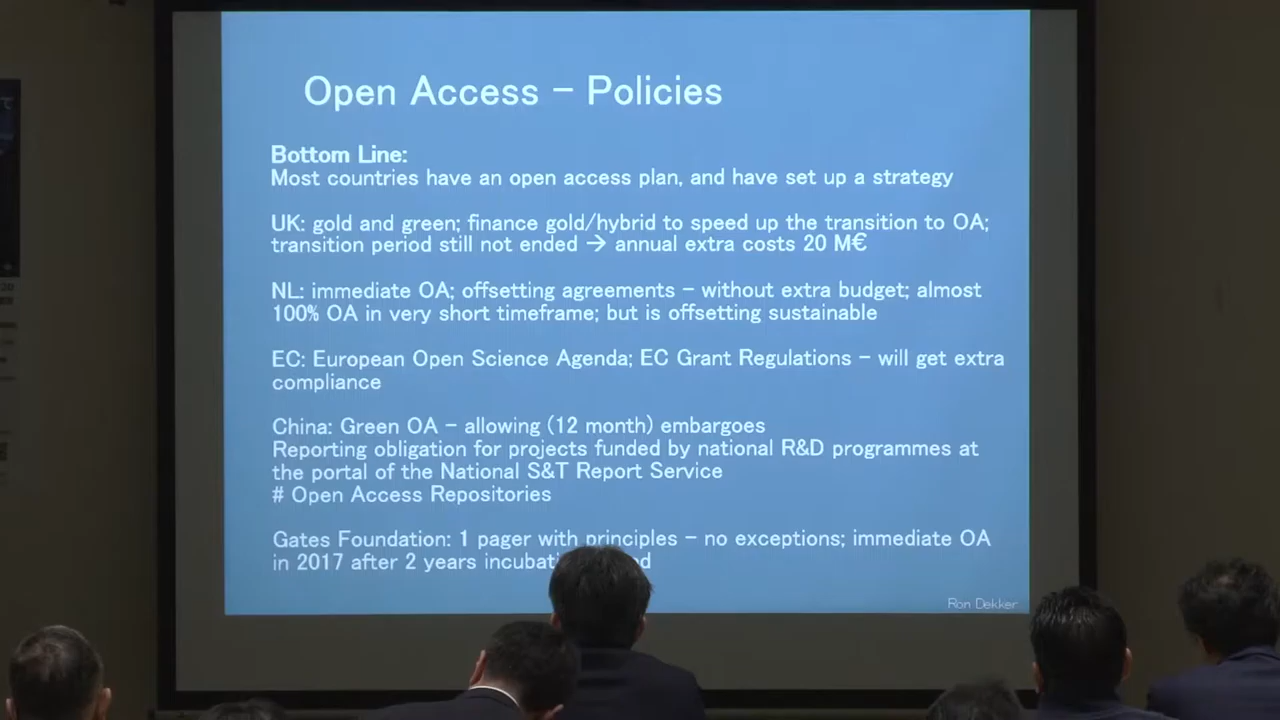 Open Access – Policies
Bottom Line:
Most countries have an open access plan, and have set up a strategy
UK: gold and green; finance gold/hybrid to speed up the transition to OA;
transition period still not ended → annual extra costs 20 M€
NL: immediate OA; offsetting agreements – without extra budget; almost
100% OA in very short timeframe; but is offsetting sustainable
EC: European Open Science Agenda; EC Grant Regulations – will get extra
compliance
China: Green OA – allowing (12 month) embargoes
Reporting obligation for projects funded by national R&D programmes at
the portal of the National S&T Report Service
# Open Access Repositories
Gates Foundation: 1 pager with principles – no exceptions; immediate OA
in 2017 after 2 years
Ron Dekker